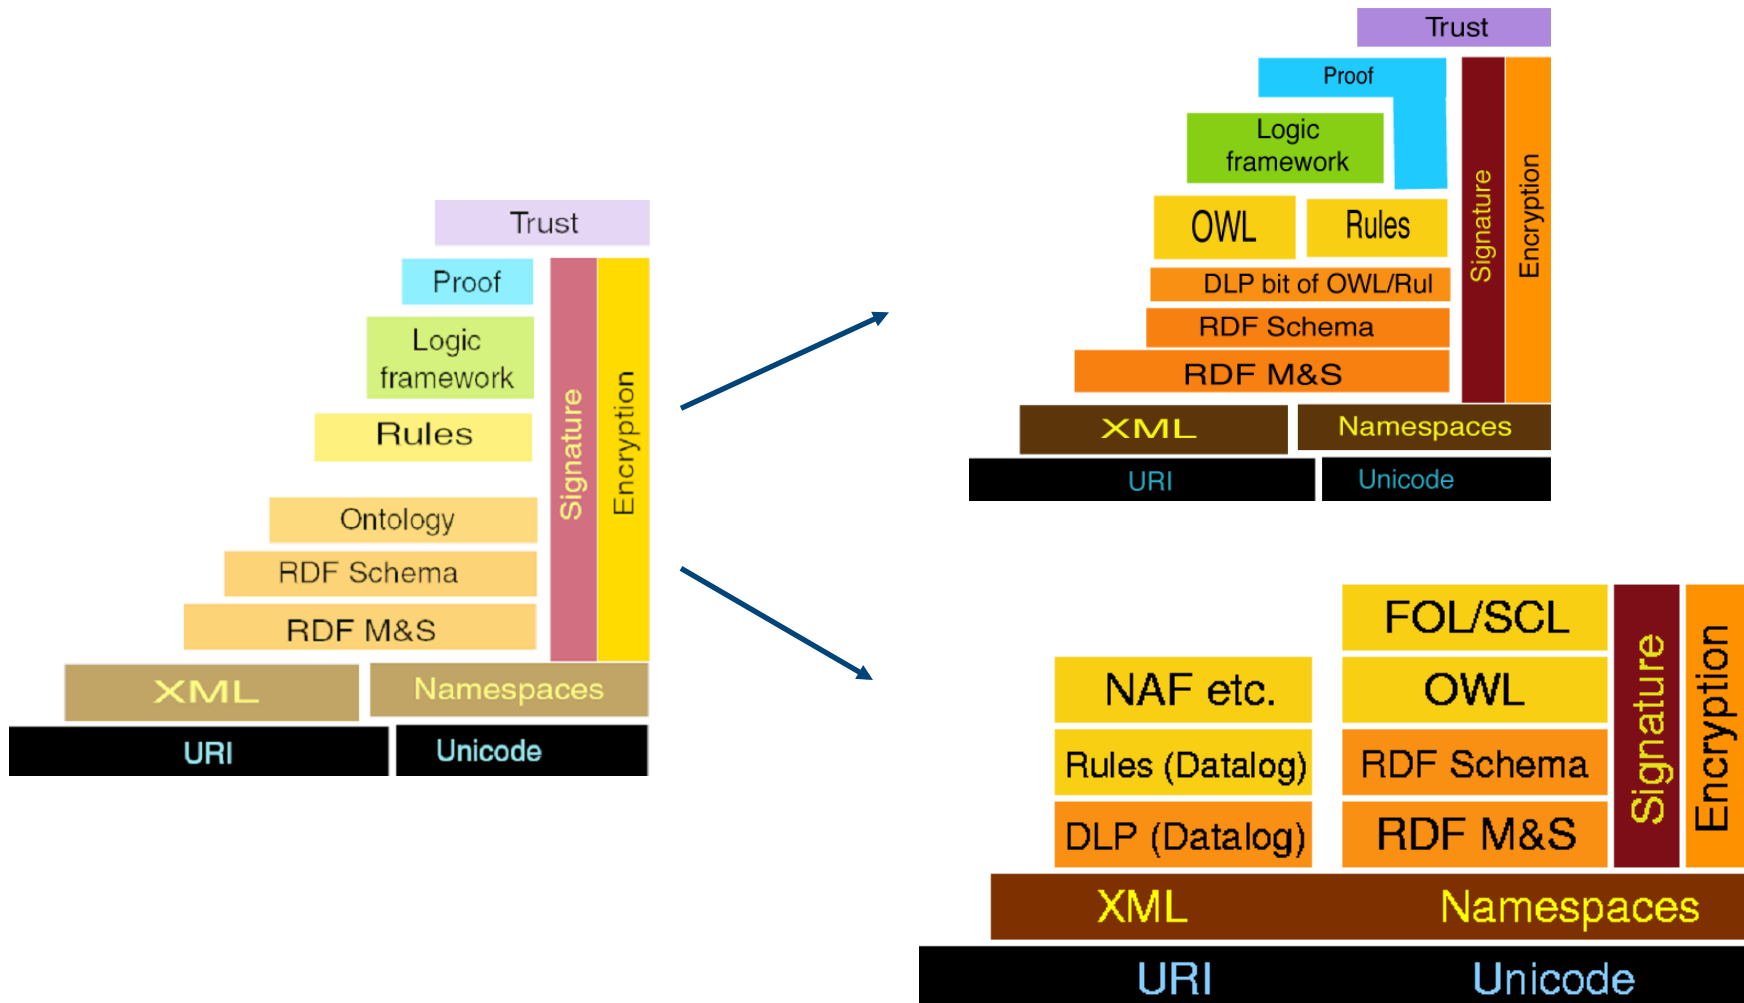 Trust
Proof
Logic
framework
Rules
Ontology
RDF Schema
RDF M&S
Signature
Encryption
XML
Namespaces
URI
Unicode
Trust
Proof
Logic
framework
OWL
Rules
DLP bit of OWL/Rul
RDF Schema
RDF M&S
Signature
Encryption
XML
Namespaces
URI
Unicode
FOL/SCL
NAF etc.
OWL
Rules (Datalog)
RDF Schema
DLP (Datalog)
RDF M&S
Signature
Encryption
XML
Namespaces
URI
Unicode